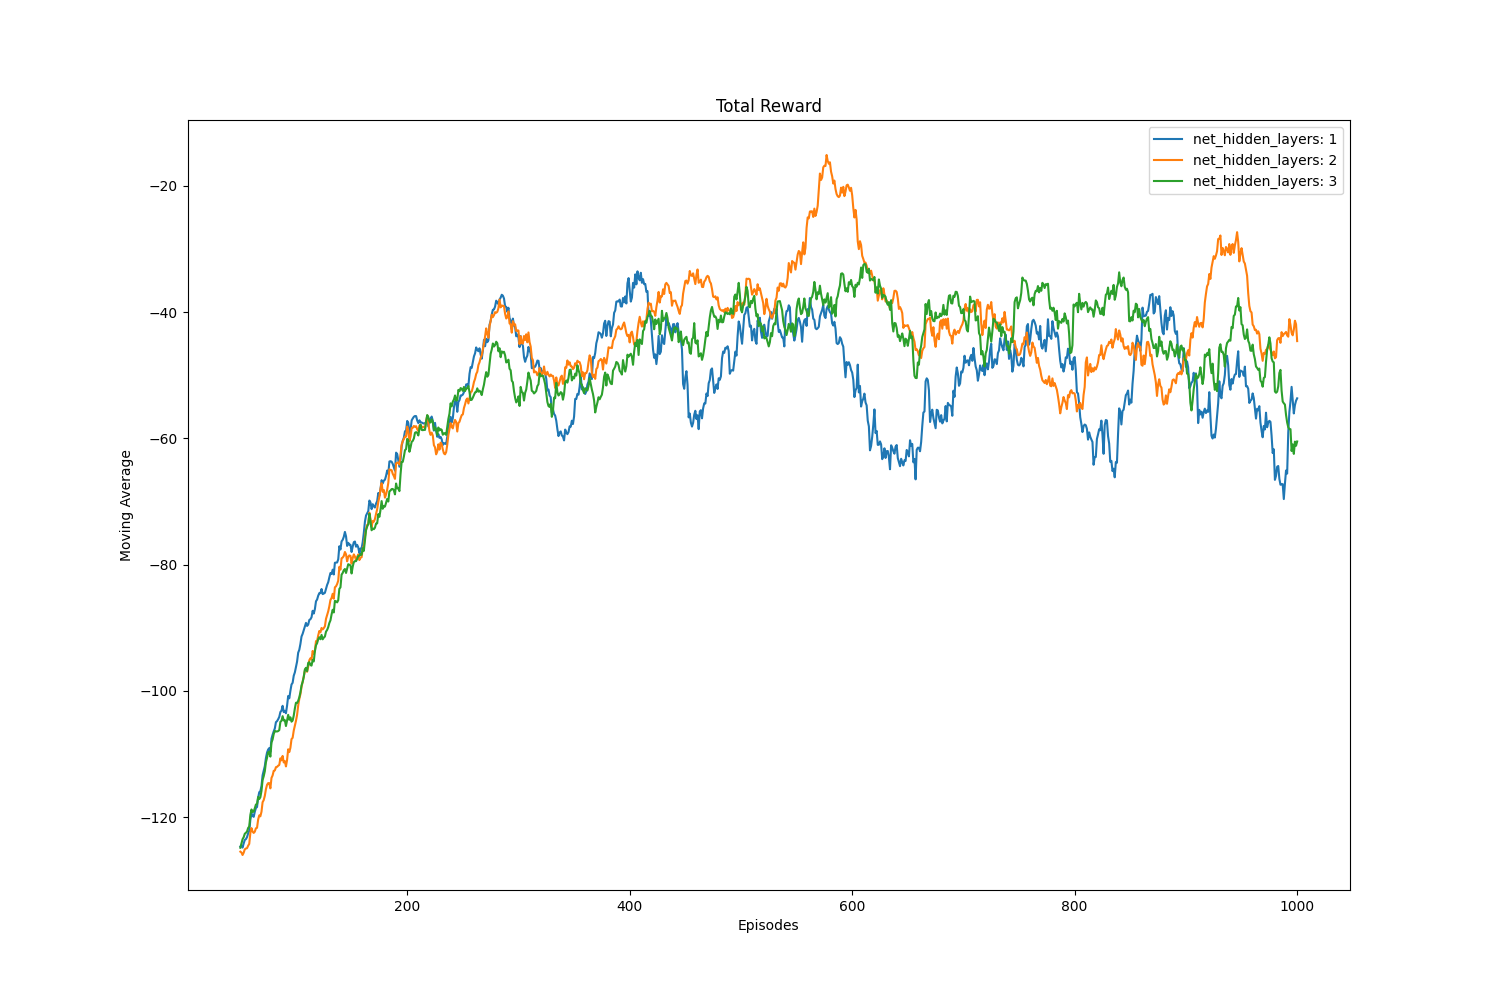 Total Reward
net_hidden_layers: 1
net_hidden_layers: 2
net_hidden_layers: 3
−20
−40
−60
−80
−100
−120
Moving Average
200
400
600
800
1000
Episodes